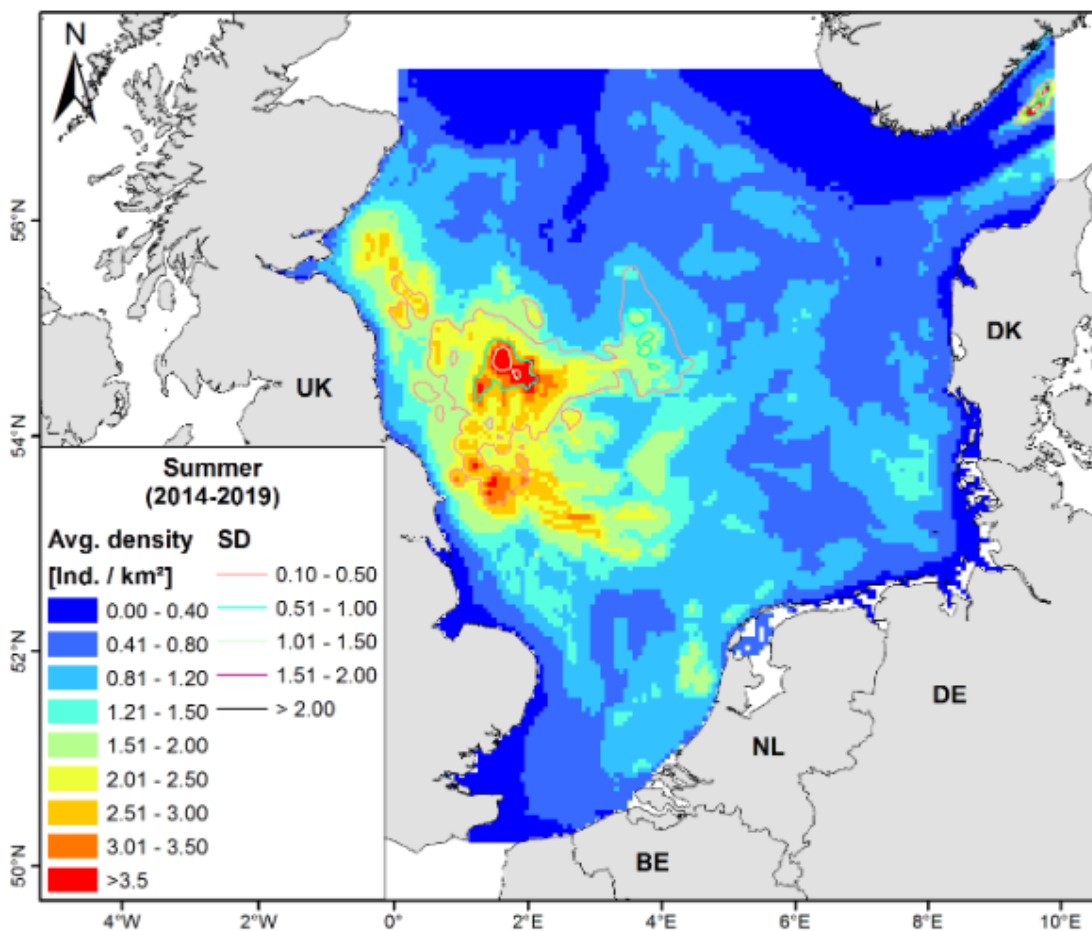 N
56°N
54°N
52°N
50°N
UK
DK
DE
NL
BE
Summer
(2014-2019)
Avg. density SD
[Ind. / km²]
0.00 - 0.40
0.41 - 0.80
0.81 - 1.20
1.21 - 1.50
1.51 - 2.00
2.01 - 2.50
2.51 - 3.00
3.01 - 3.50
>3.5
0.10 - 0.50
0.51 - 1.00
1.01 - 1.50
1.51 - 2.00
> 2.00
4°W 2°W 0° 2°E 4°E 6°E 8°E 10°E